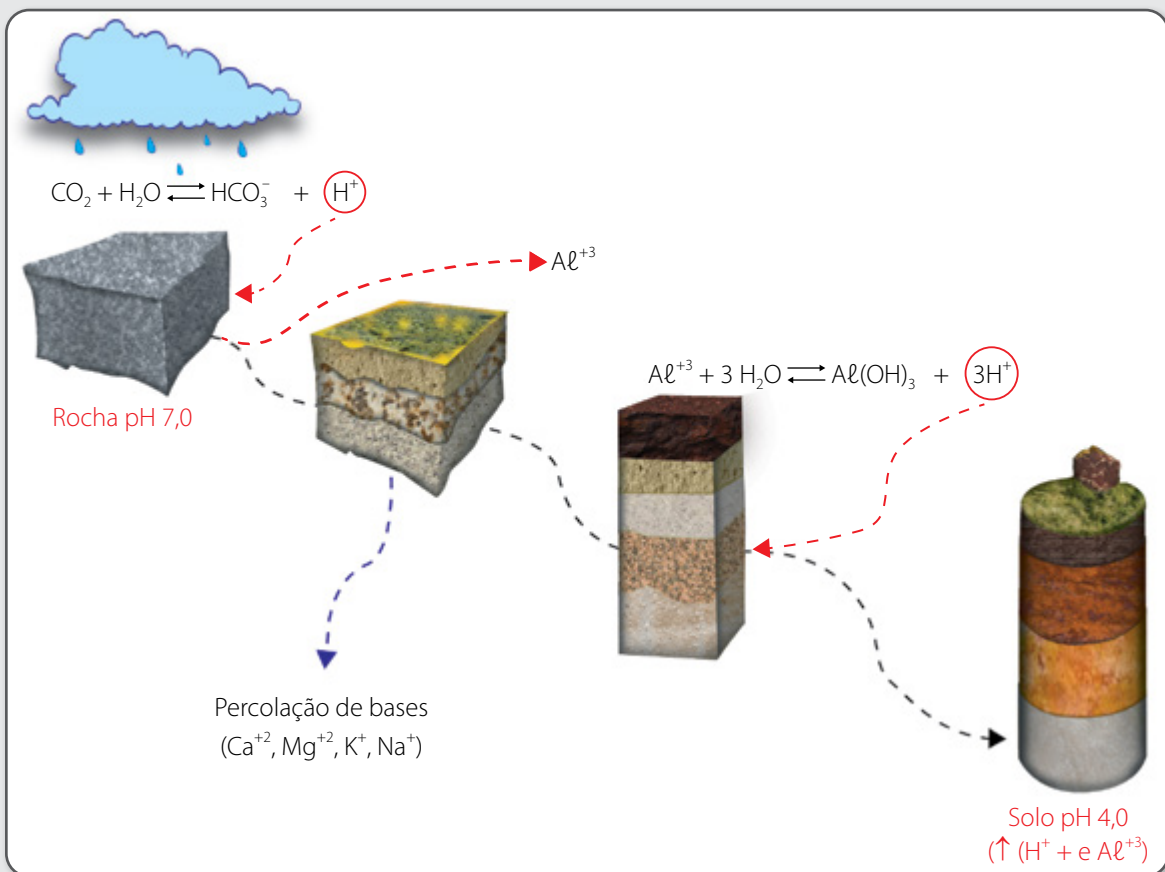 CO₂ + H₂O ⇌ HCO₃⁻ + H⁺
Aℓ⁺³
Rocha pH 7,0
Aℓ⁺³ + 3 H₂O ⇌ Aℓ(OH)₃ + 3H⁺
Percolação de bases
(Ca⁺², Mg⁺², K⁺, Na⁺)
Solo pH 4,0
(↑ (H⁺ + e Aℓ⁺³)